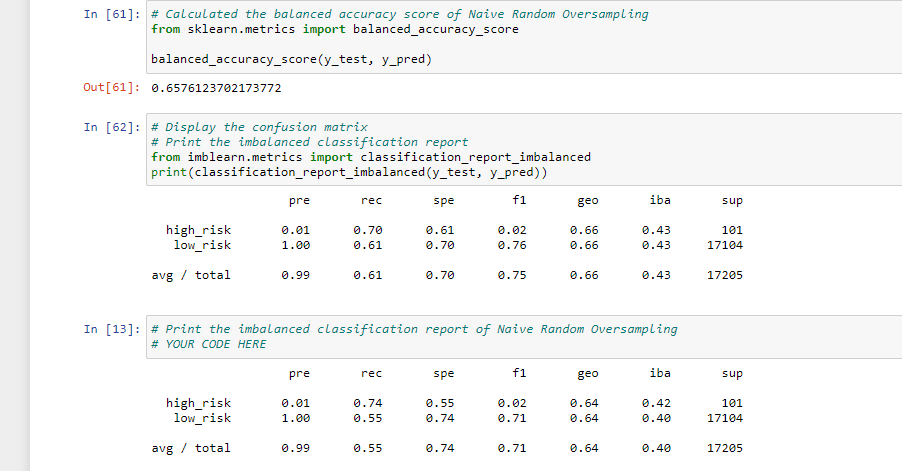 In [61]: # Calculated the balanced accuracy score of Naive Random Oversampling
from sklearn.metrics import balanced_accuracy_score
balanced_accuracy_score(y_test, y_pred)
Out[61]: 0.6576123702173772
In [62]: # Display the confusion matrix
# Print the imbalanced classification report
from imblearn.metrics import classification_report_imbalanced
print(classification_report_imbalanced(y_test, y_pred))
pre rec spe f1 geo iba sup
high_risk 0.01 0.70 0.61 0.02 0.66 0.43 101
low_risk 1.00 0.61 0.70 0.76 0.66 0.43 17104
avg / total 0.99 0.61 0.70 0.75 0.66 0.43 17205
In [13]: # Print the imbalanced classification report of Naive Random Oversampling
# YOUR CODE HERE
pre rec spe f1 geo iba sup
high_risk 0.01 0.74 0.55 0.02 0.64 0.42 101
low_risk 1.00 0.55 0.74 0.71 0.64 0.40 17104
avg / total 0.99 0.55 0.74 0.71 0.64 0.40 17205